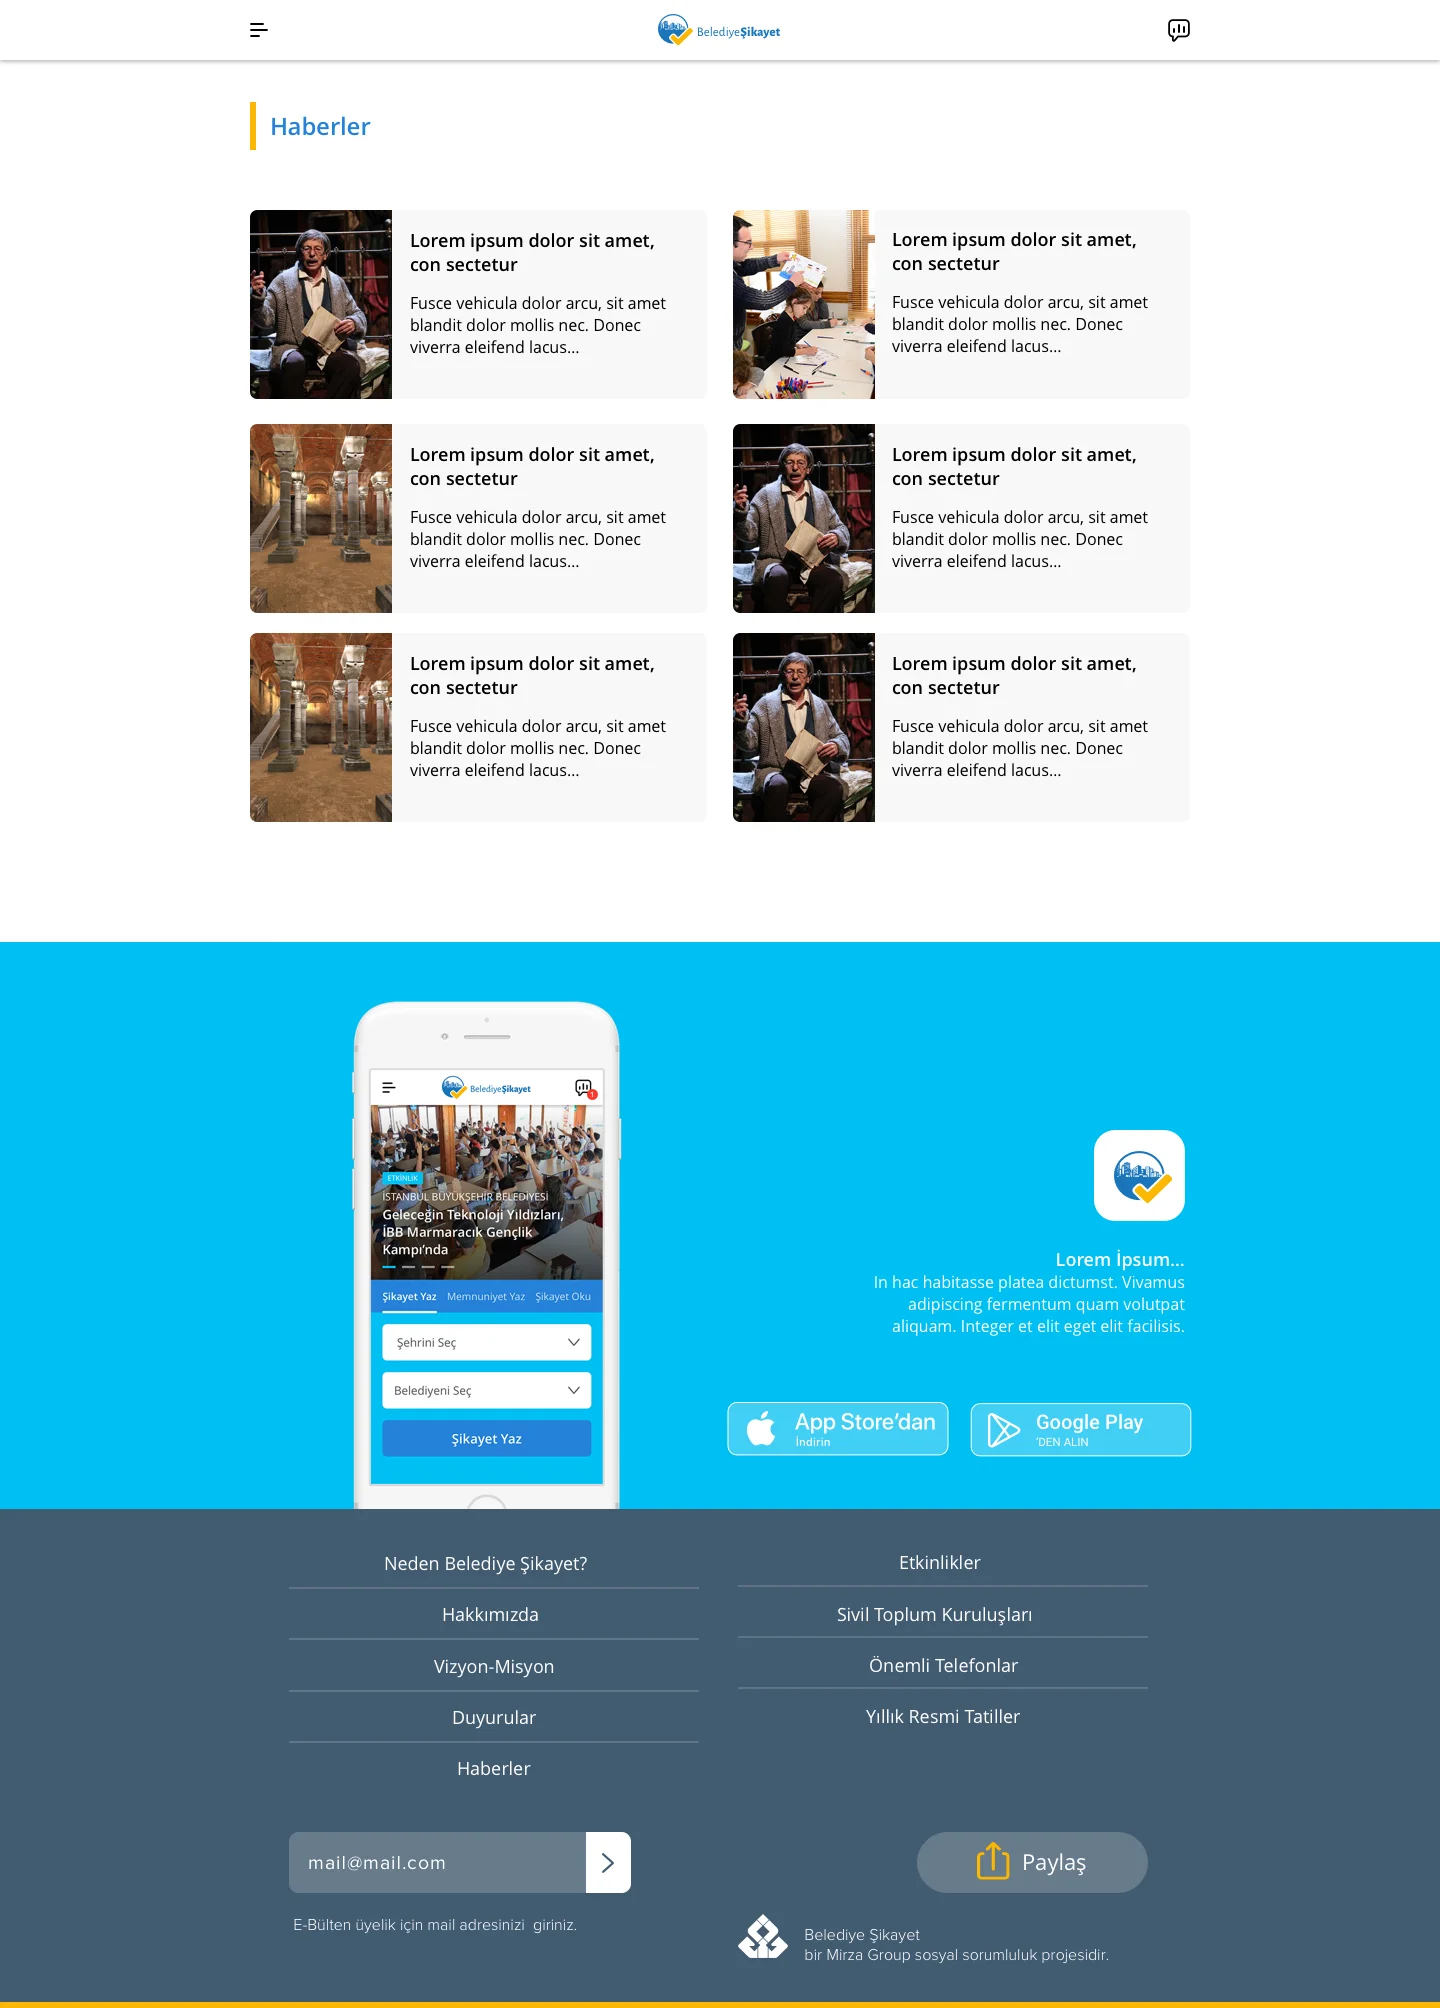 BelediyeŞikayet
Haberler
Lorem ipsum dolor sit amet,
con sectetur
Fusce vehicula dolor arcu, sit amet
blandit dolor mollis nec. Donec
viverra eleifend lacus...
Lorem ipsum dolor sit amet,
con sectetur
Fusce vehicula dolor arcu, sit amet
blandit dolor mollis nec. Donec
viverra eleifend lacus...
Lorem ipsum dolor sit amet,
con sectetur
Fusce vehicula dolor arcu, sit amet
blandit dolor mollis nec. Donec
viverra eleifend lacus...
Lorem ipsum dolor sit amet,
con sectetur
Fusce vehicula dolor arcu, sit amet
blandit dolor mollis nec. Donec
viverra eleifend lacus...
Lorem ipsum dolor sit amet,
con sectetur
Fusce vehicula dolor arcu, sit amet
blandit dolor mollis nec. Donec
viverra eleifend lacus...
Lorem ipsum dolor sit amet,
con sectetur
Fusce vehicula dolor arcu, sit amet
blandit dolor mollis nec. Donec
viverra eleifend lacus...
BelediyeŞikayet
1
ETKİNLİK
İSTANBUL BÜYÜKŞEHİR BELEDİYESİ
Geleceğin Teknoloji Yıldızları,
İBB Marmaracık Gençlik
Kampı'nda
Şikayet Yaz Memnuniyet Yaz Şikayet Oku
Şehrini Seç
Belediyeni Seç
Şikayet Yaz
Lorem İpsum...
In hac habitasse platea dictumst. Vivamus
adipiscing fermentum quam volutpat
aliquam. Integer et elit eget elit facilisis.
App Store'dan
İndirin
Google Play
'DEN ALIN
Neden Belediye Şikayet?
Hakkımızda
Vizyon-Misyon
Duyurular
Haberler
Etkinlikler
Sivil Toplum Kuruluşları
Önemli Telefonlar
Yıllık Resmi Tatiller
mail@mail.com
E-Bülten üyelik için mail adresinizi  giriniz.
Paylaş
Belediye Şikayet
bir Mirza Group sosyal sorumluluk projesidir.